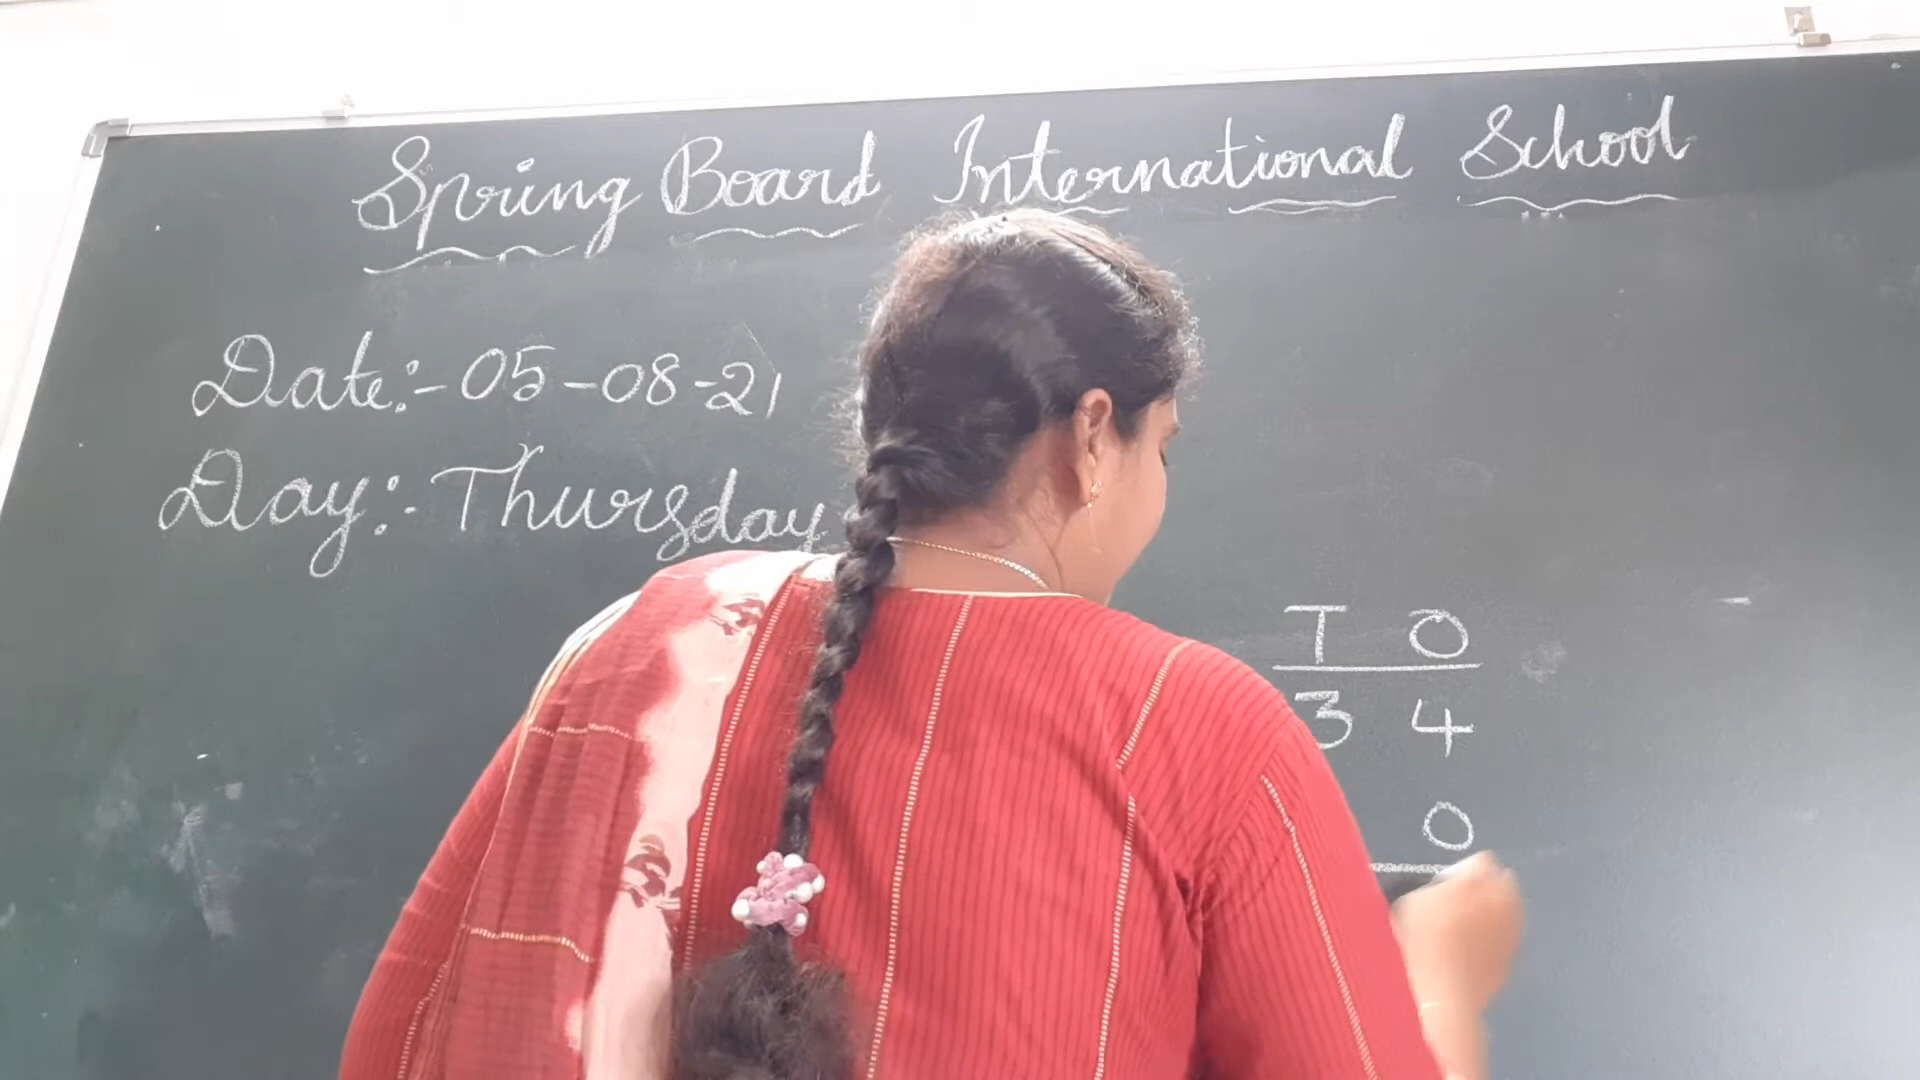 Spring Board International School
Date:- 05-08-21
Day:- Thursday
T O
3 4
0